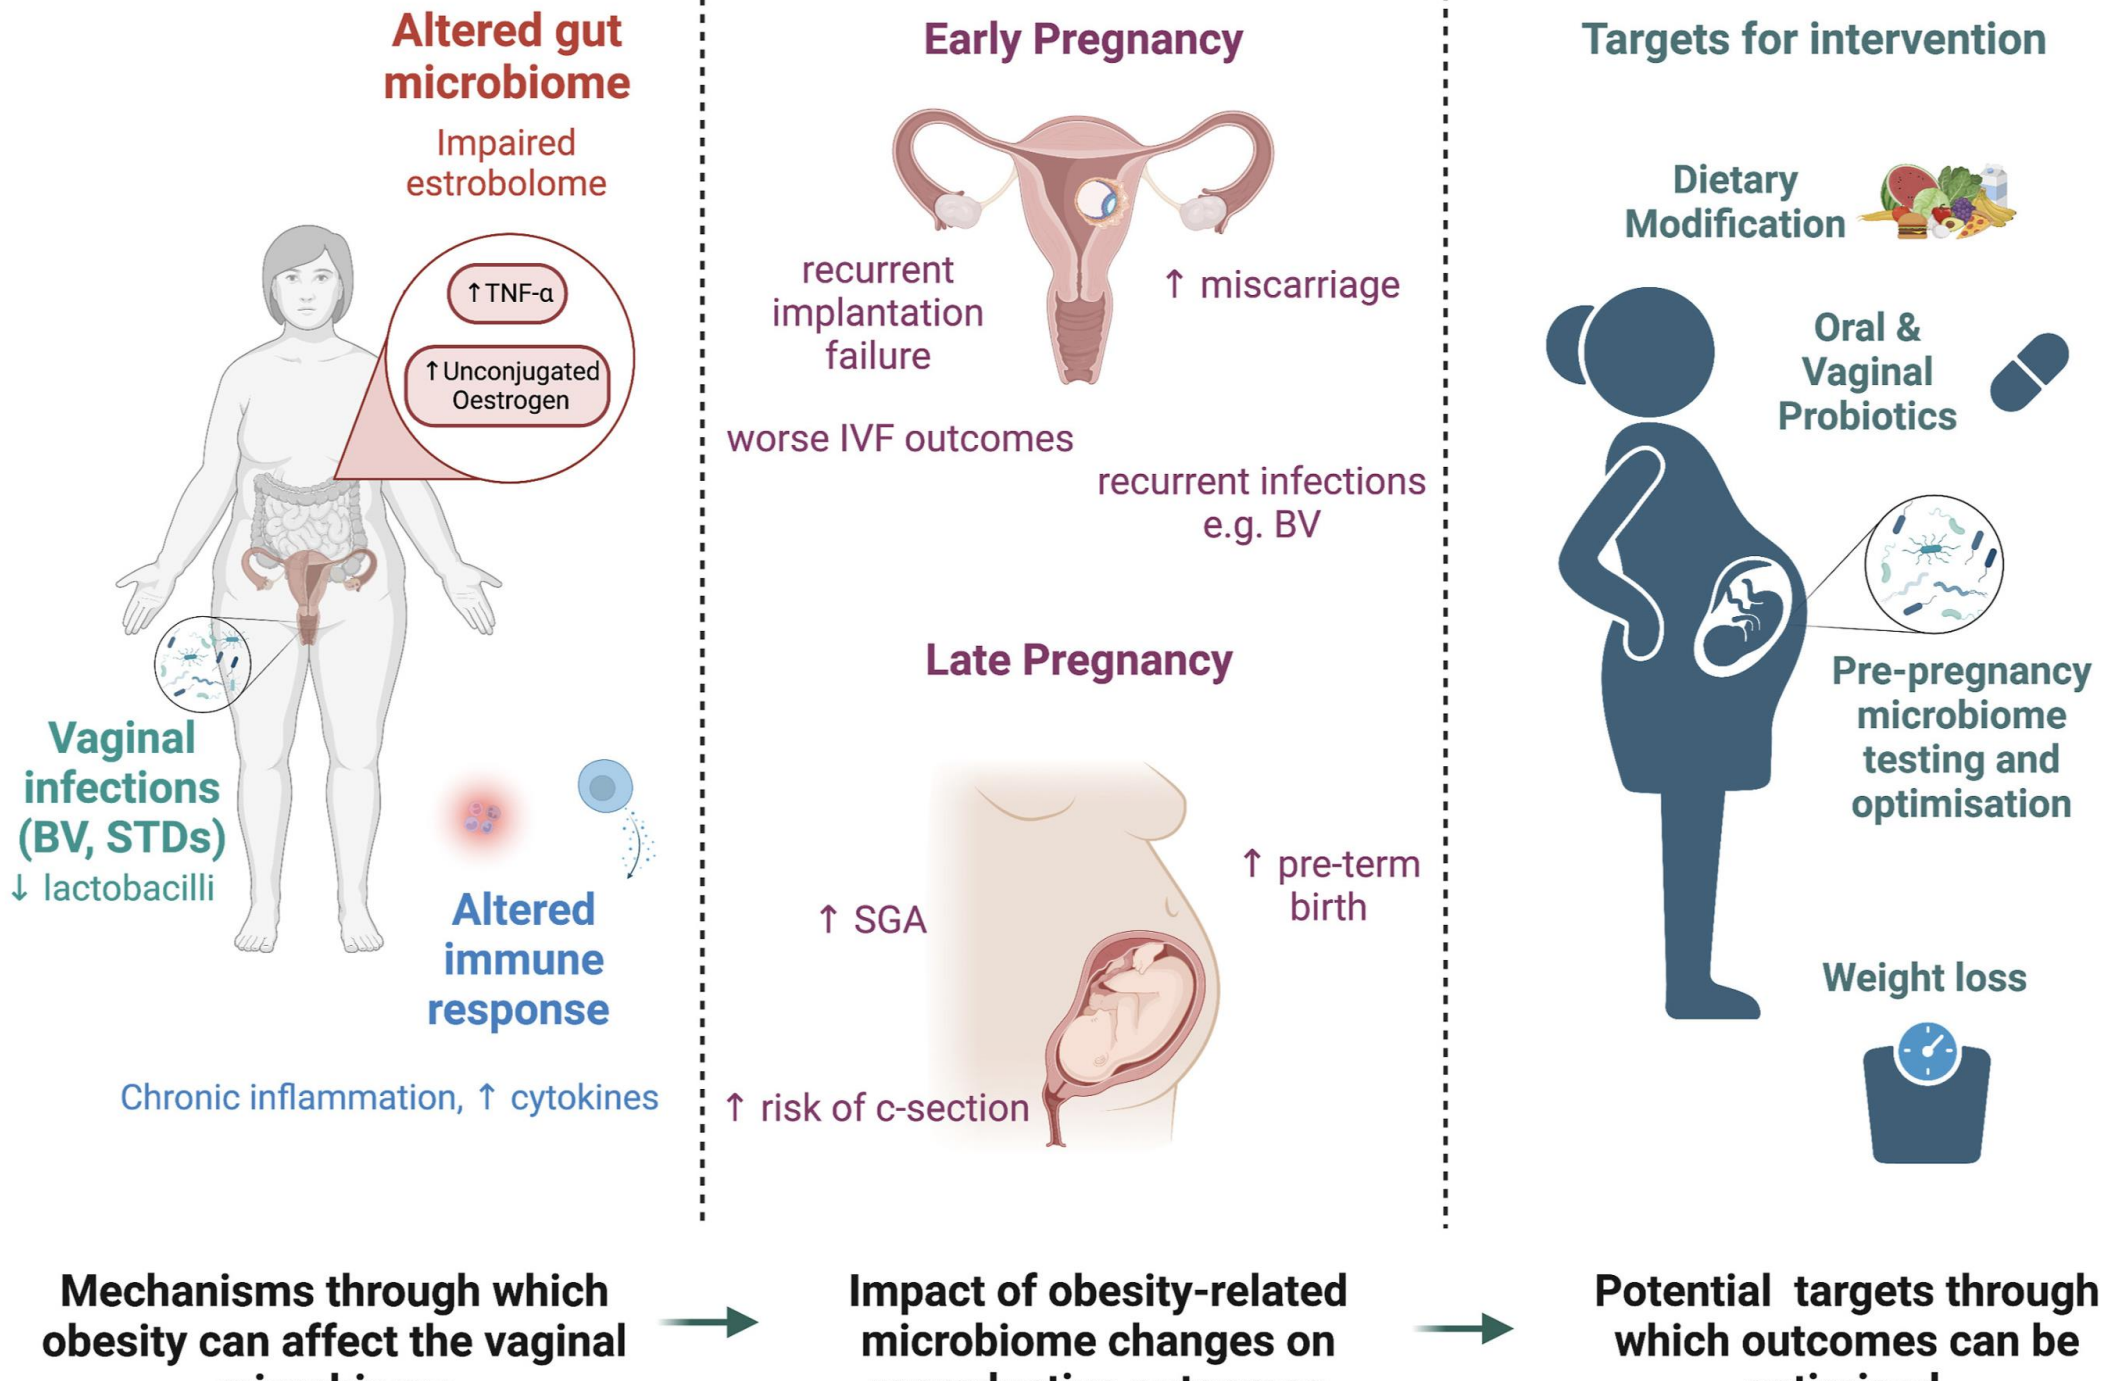 Altered gut
microbiome
Impaired
estrobolome
↑TNF-α
↑Unconjugated
Oestrogen
Vaginal
infections
(BV, STDs)
↓ lactobacilli
Altered
immune
response
Chronic inflammation, ↑ cytokines
Mechanisms through which
obesity can affect the vaginal
Early Pregnancy
recurrent
implantation
failure
↑ miscarriage
worse IVF outcomes
recurrent infections
e.g. BV
Late Pregnancy
↑ pre-term
birth
↑ SGA
↑ risk of c-section
Impact of obesity-related
microbiome changes on
Targets for intervention
Dietary
Modification
Oral &
Vaginal
Probiotics
Pre-pregnancy
microbiome
testing and
optimisation
Weight loss
Potential targets through
which outcomes can be